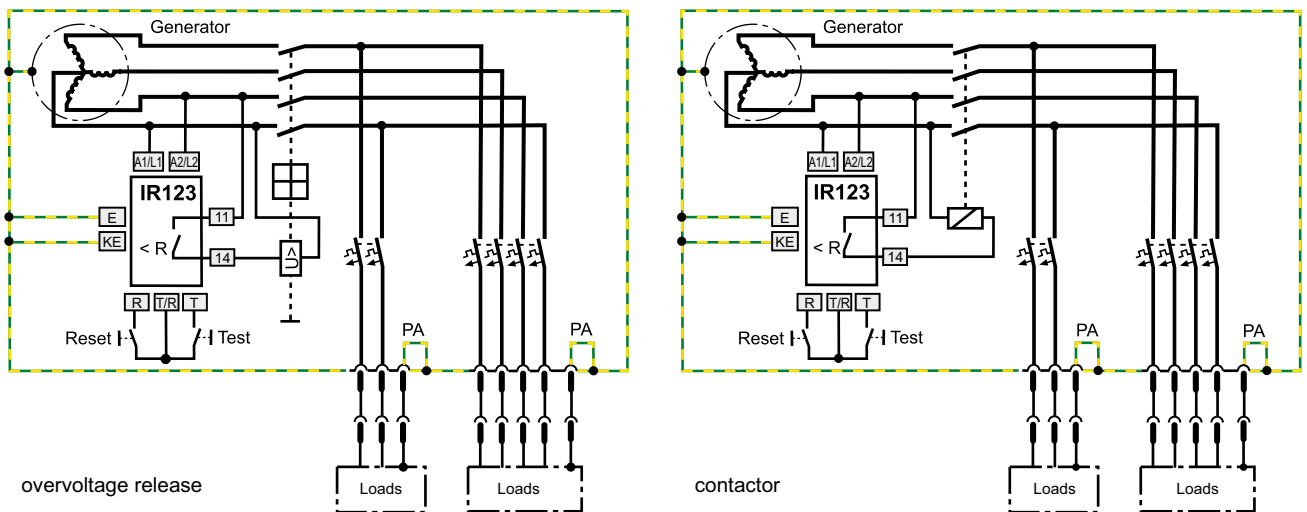 Generator
A1/L1 A2/L2
IR123
E
11
KE
< R
14
U>
R T/R T
Reset
Test
PA
PA
Loads
Loads
overvoltage release
Generator
A1/L1 A2/L2
IR123
E
11
KE
< R
14
R T/R T
Reset
Test
PA
PA
Loads
Loads
contactor